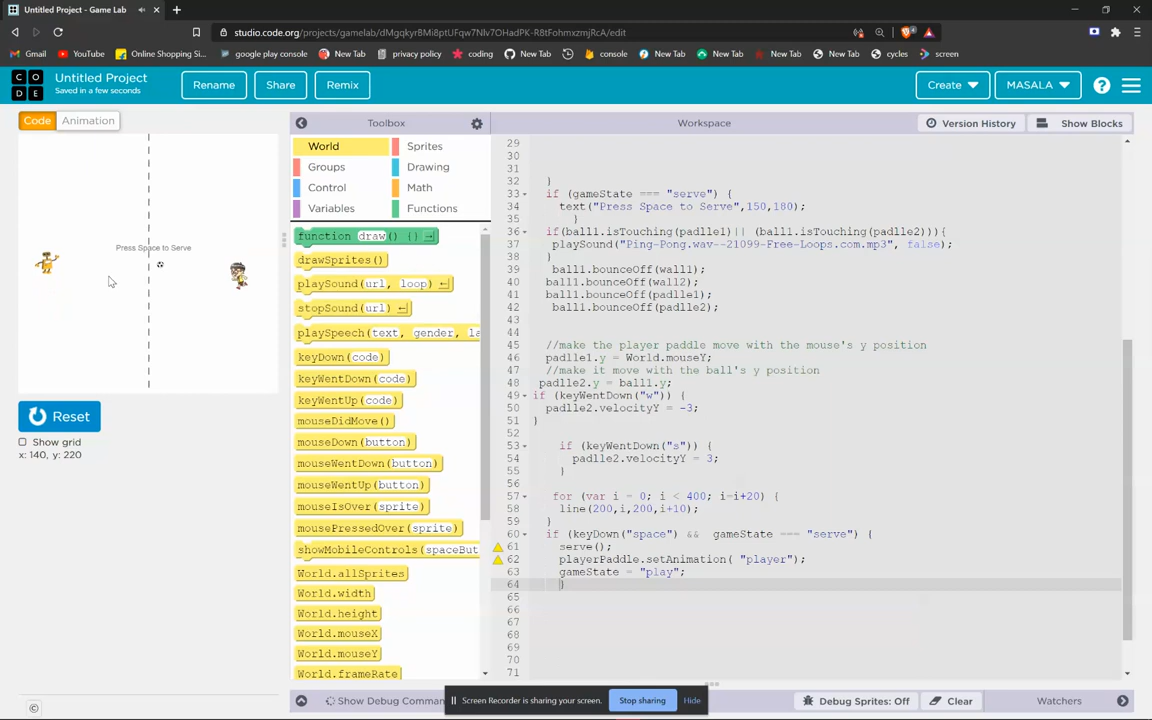 Untitled Project - Game Lab
studio.code.org/projects/gamelab/dMgqkyrBMi8ptUFqw7Nlv7OHadPK-R8tFohmxzmjRcA/edit
Gmail YouTube Online Shopping Si... google play console New Tab privacy policy coding GOV New Tab console New Tab New Tab New Tab cycles screen
C O D E
Untitled Project
Saved in a few seconds
Rename Share Remix Create MASALA
Code Animation
Toolbox
Workspace
Version History
Show Blocks
Press Space to Serve
Reset
Show grid
x: 140, y: 220
World
Sprites
Groups
Drawing
Control
Math
Variables
Functions
function draw() {}
drawSprites()
playSound(url, loop)
stopSound(url)
playSpeech(text, gender, la
keyDown(code)
keyWentDown(code)
keyWentUp(code)
mouseDidMove()
mouseDown(button)
mouseWentDown(button)
mouseWentUp(button)
mouseIsOver(sprite)
mousePressedOver(sprite)
showMobileControls(spaceBut
World.allSprites
World.width
World.height
World.mouseX
World.mouseY
World.frameRate
29
30
31
32 }
33 if (gameState === "serve") {
34 text("Press Space to Serve",150,180);
35 }
36 if(ball1.isTouching(padlle1)|| (ball1.isTouching(padlle2))){
37 playSound("Ping-Pong.wav--21099-Free-Loops.com.mp3", false);
38 }
39 ball1.bounceOff(wall1);
40 ball1.bounceOff(wall2);
41 ball1.bounceOff(padlle1);
42 ball1.bounceOff(padlle2);
43
44
45 //make the player paddle move with the mouse's y position
46 padlle1.y = World.mouseY;
47 //make it move with the ball's y position
48 padlle2.y = ball1.y;
49 if (keyWentDown("w")) {
50 padlle2.velocityY = -3;
51 }
52
53 if (keyWentDown("s")) {
54 padlle2.velocityY = 3;
55 }
56
57 for (var i = 0; i < 400; i=i+20) {
58 line(200,i,200,i+10);
59 }
60 if (keyDown("space") && gameState === "serve") {
61 serve();
62 playerPaddle.setAnimation( "player");
63 gameState = "play";
64 }
65
66
67
68
69
70
71
Show Debug Comman
Screen Recorder is sharing your screen.
Stop sharing
Hide
Debug Sprites: Off
Clear
Watchers
©